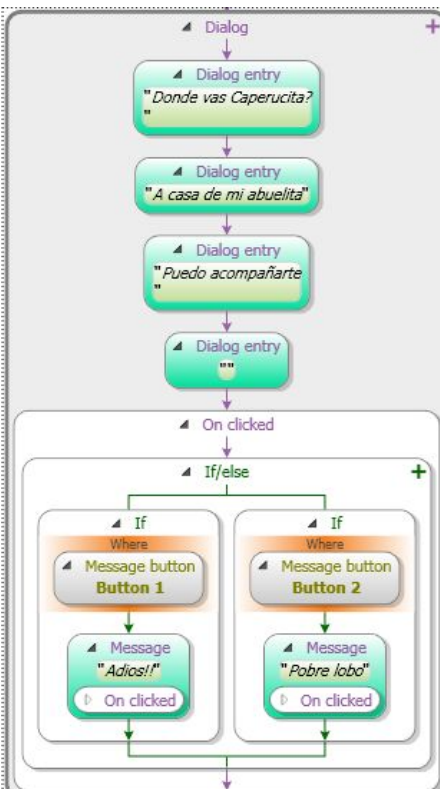 Dialog
Dialog entry
"Donde vas Caperucita?
"
Dialog entry
"A casa de mi abuelita"
Dialog entry
"Puedo acompañarte
"
Dialog entry
""
On clicked
If/else
If
Where
Message button
Button 1
Message
"Adios!!"
On clicked
If
Where
Message button
Button 2
Message
"Pobre lobo"
On clicked